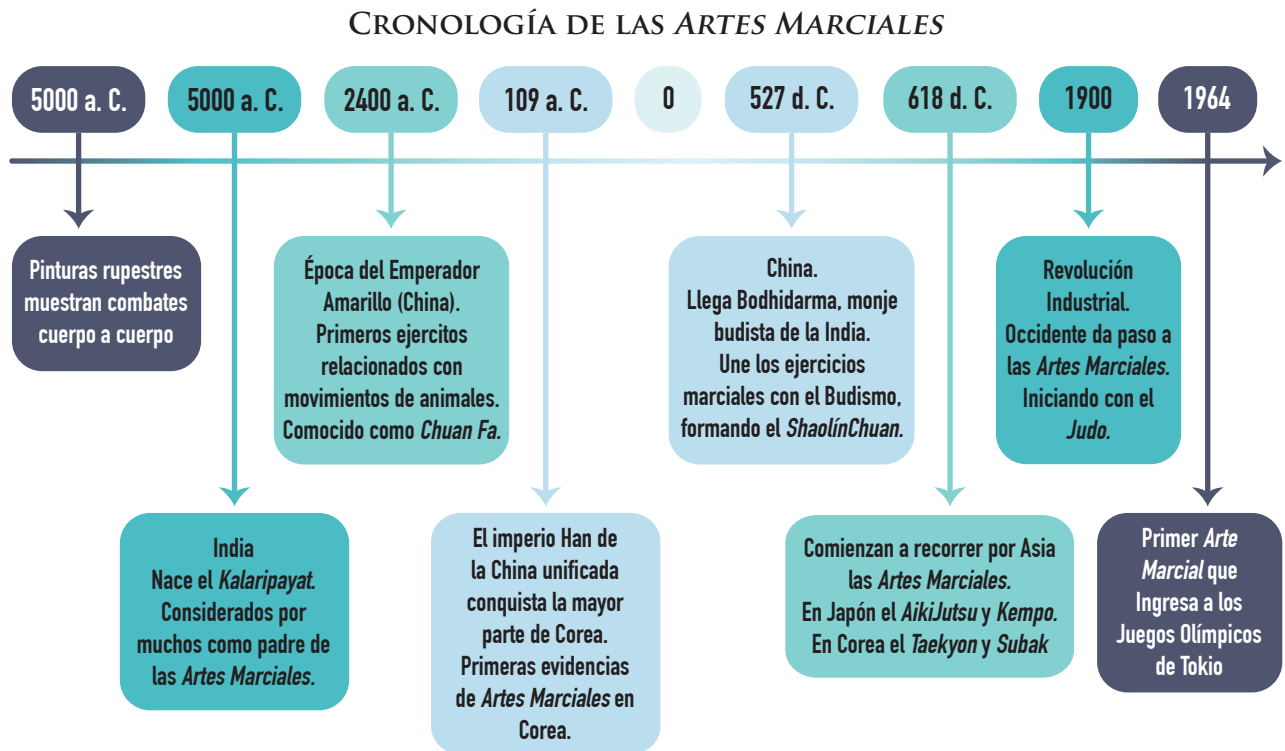 CRONOLOGÍA DE LAS ARTES MARCIALES
5000 a. C.
5000 a. C.
2400 a. C.
109 a. C.
0
527 d. C.
618 d. C.
1900
1964
Pinturas rupestres
muestran combates
cuerpo a cuerpo
India
Nace el Kalaripayat.
Considerados por
muchos como padre de
las Artes Marciales.
Época del Emperador
Amarillo (China).
Primeros ejercitos
relacionados con
movimientos de animales.
Comocido como Chuan Fa.
El imperio Han de
la China unificada
conquista la mayor
parte de Corea.
Primeras evidencias
de Artes Marciales en
Corea.
China.
Llega Bodhidarma, monje
budista de la India.
Une los ejercicios
marciales con el Budismo,
formando el ShaolínChuan.
Comienzan a recorrer por Asia
las Artes Marciales.
En Japón el AikiJutsu y Kempo.
En Corea el Taekyon y Subak
Revolución
Industrial.
Occidente da paso a
las Artes Marciales.
Iniciando con el
Judo.
Primer Arte
Marcial que
Ingresa a los
Juegos Olímpicos
de Tokio